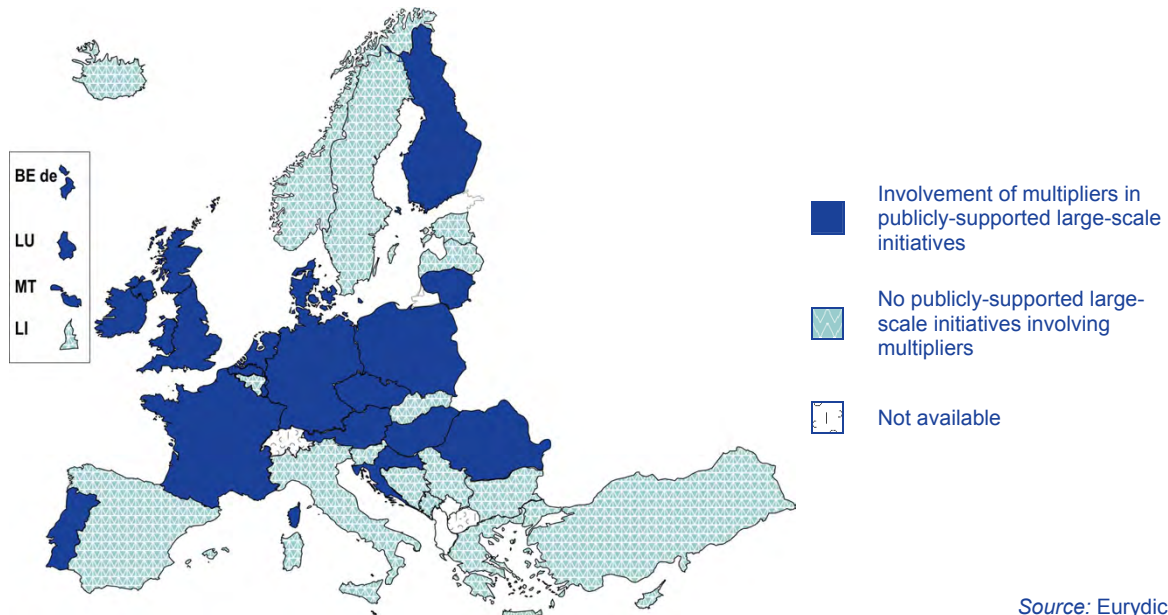 BE de
LU
MT
LI
Involvement of multipliers in
publicly-supported large-scale
initiatives
No publicly-supported large-
scale initiatives involving
multipliers
Not available
Source: Eurydic